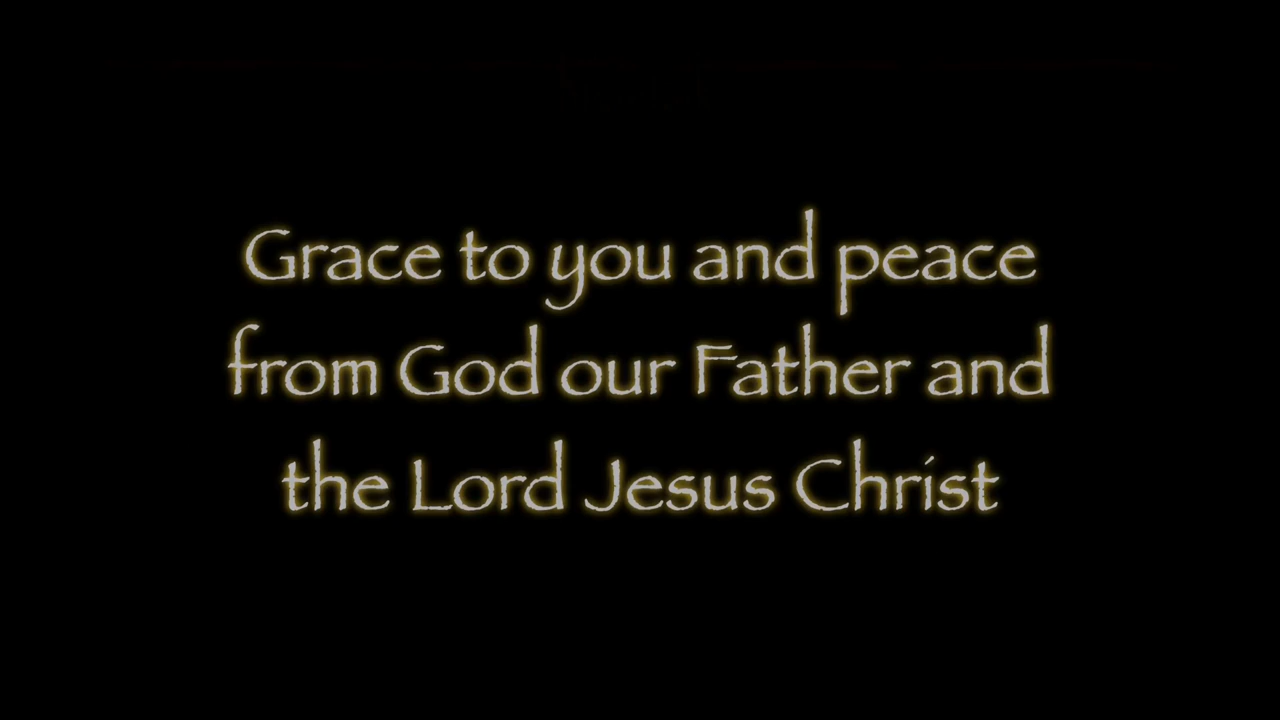 Grace to you and peace
from God our Father and
the Lord Jesus Christ